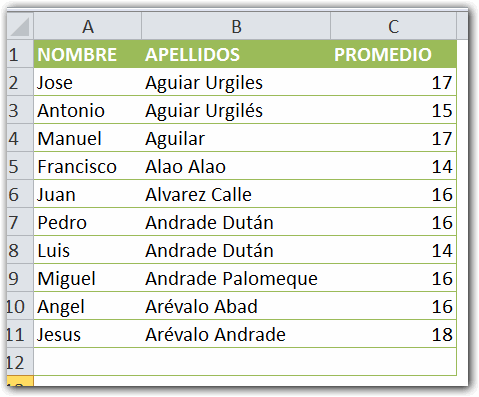 A B C
1 NOMBRE APELLIDOS PROMEDIO
2 Jose Aguiar Urgiles 17
3 Antonio Aguiar Urgilés 15
4 Manuel Aguilar 17
5 Francisco Alao Alao 14
6 Juan Alvarez Calle 16
7 Pedro Andrade Dután 16
8 Luis Andrade Dután 14
9 Miguel Andrade Palomeque 16
10 Angel Arévalo Abad 16
11 Jesus Arévalo Andrade 18
12